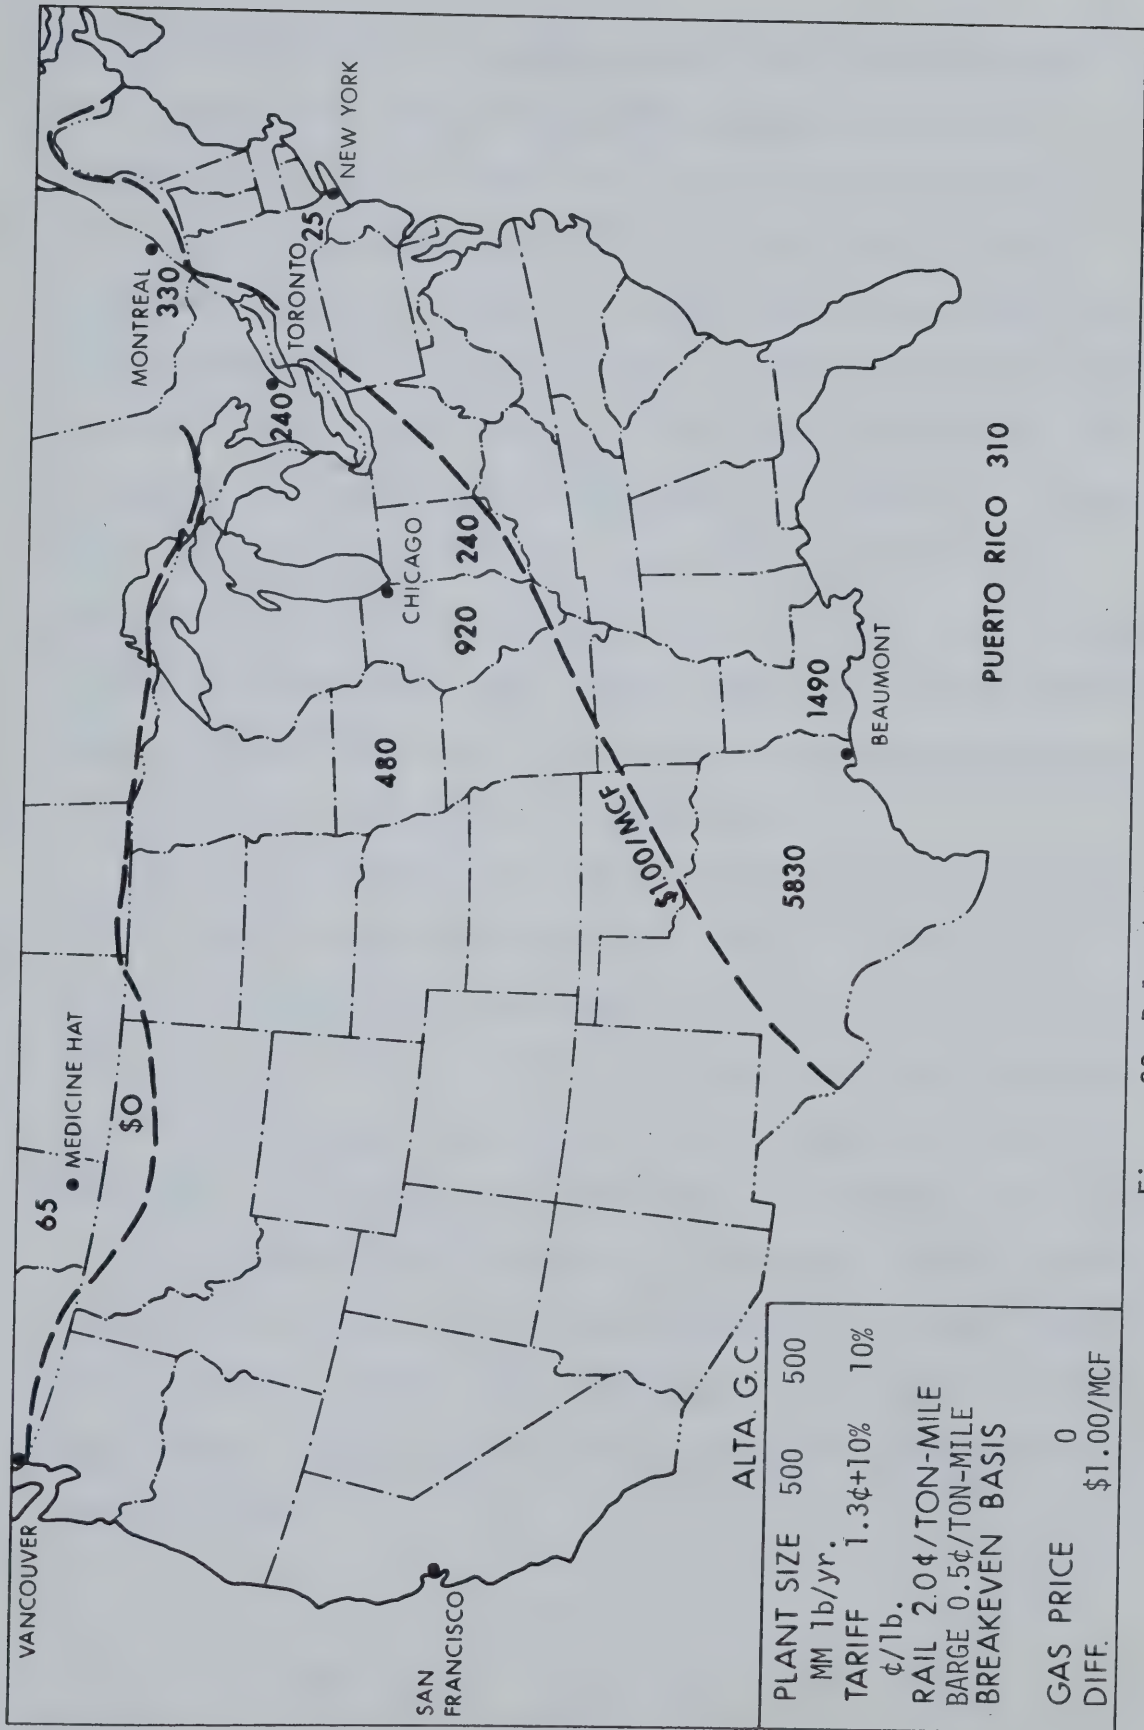 VANCOUVER
65
MEDICINE HAT
$0
MONTREAL
330
TORONTO
25
NEW YORK
240
CHICAGO
240
920
480
SAN
FRANCISCO
$100/MCF
5830
1490
BEAUMONT
PUERTO RICO 310
ALTA. G.C.
PLANT SIZE 500 500
MM lb/yr.
TARIFF 1.3¢+10% 10%
¢/lb.
RAIL 2.0¢/TON-MILE
BARGE 0.5¢/TON-MILE
BREAKEVEN BASIS
GAS PRICE 0
DIFF. $1.00/MCF